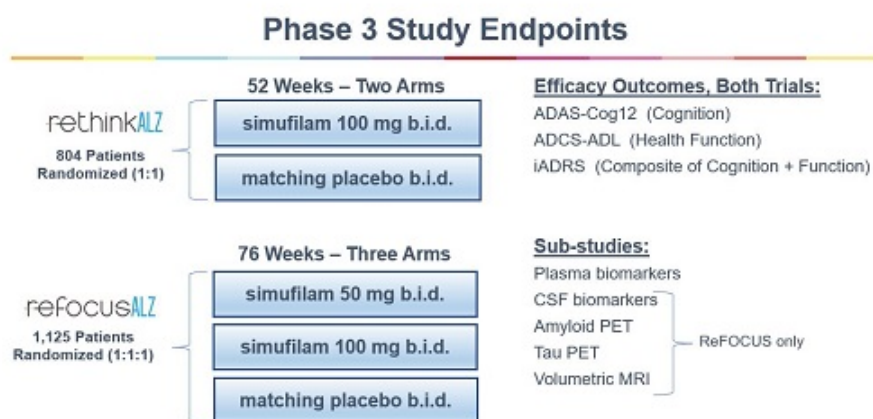 Phase 3 Study Endpoints
52 Weeks – Two Arms
rethinkALZ
804 Patients
Randomized (1:1)
simufilam 100 mg b.i.d.
matching placebo b.i.d.
Efficacy Outcomes, Both Trials:
ADAS-Cog12 (Cognition)
ADCS-ADL (Health Function)
iADRS (Composite of Cognition + Function)
76 Weeks – Three Arms
refocusALZ
1,125 Patients
Randomized (1:1:1)
simufilam 50 mg b.i.d.
simufilam 100 mg b.i.d.
matching placebo b.i.d.
Sub-studies:
Plasma biomarkers
CSF biomarkers
Amyloid PET
Tau PET
Volumetric MRI
ReFOCUS only